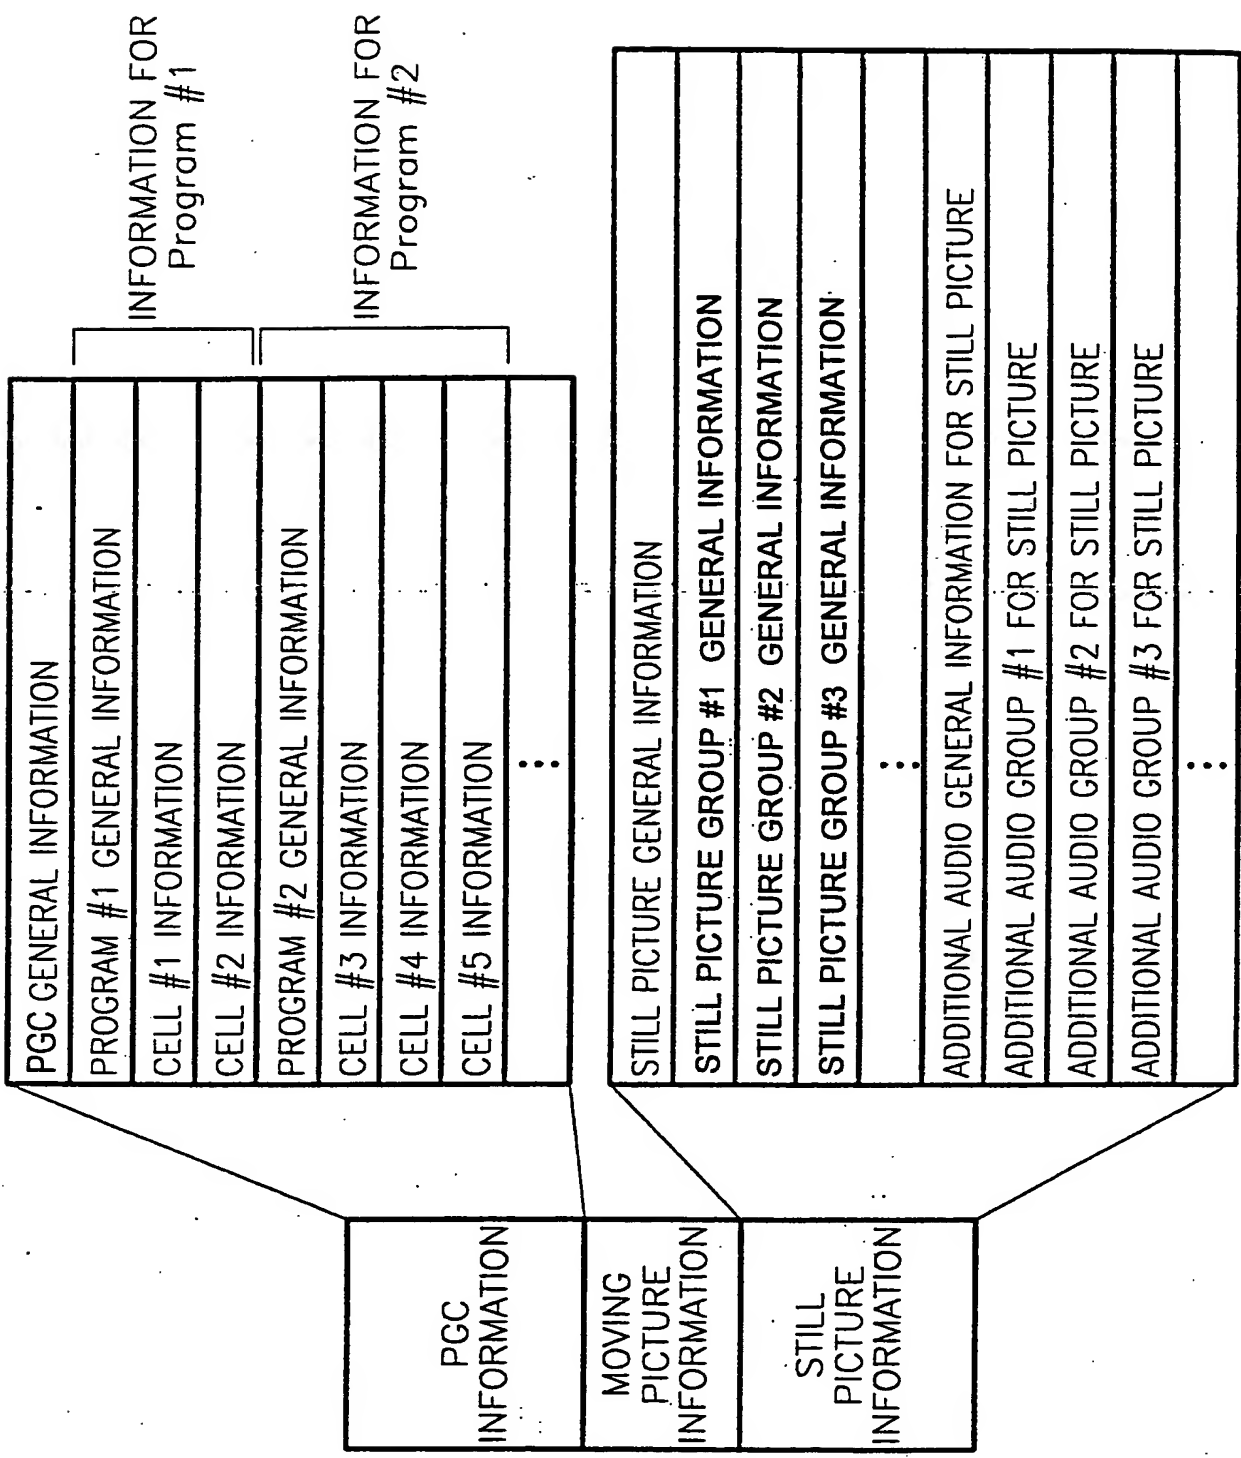 PGC
INFORMATION
MOVING
PICTURE
INFORMATION
STILL
PICTURE
INFORMATION
PGC GENERAL INFORMATION
PROGRAM #1 GENERAL INFORMATION
CELL #1 INFORMATION
CELL #2 INFORMATION
PROGRAM #2 GENERAL INFORMATION
CELL #3 INFORMATION
CELL #4 INFORMATION
CELL #5 INFORMATION
⋮
INFORMATION FOR
Program #1
INFORMATION FOR
Program #2
STILL PICTURE GENERAL INFORMATION
STILL PICTURE GROUP #1 GENERAL INFORMATION
STILL PICTURE GROUP #2 GENERAL INFORMATION
STILL PICTURE GROUP #3 GENERAL INFORMATION
⋮
ADDITIONAL AUDIO GENERAL INFORMATION FOR STILL PICTURE
ADDITIONAL AUDIO GROUP #1 FOR STILL PICTURE
ADDITIONAL AUDIO GROUP #2 FOR STILL PICTURE
ADDITIONAL AUDIO GROUP #3 FOR STILL PICTURE
⋮